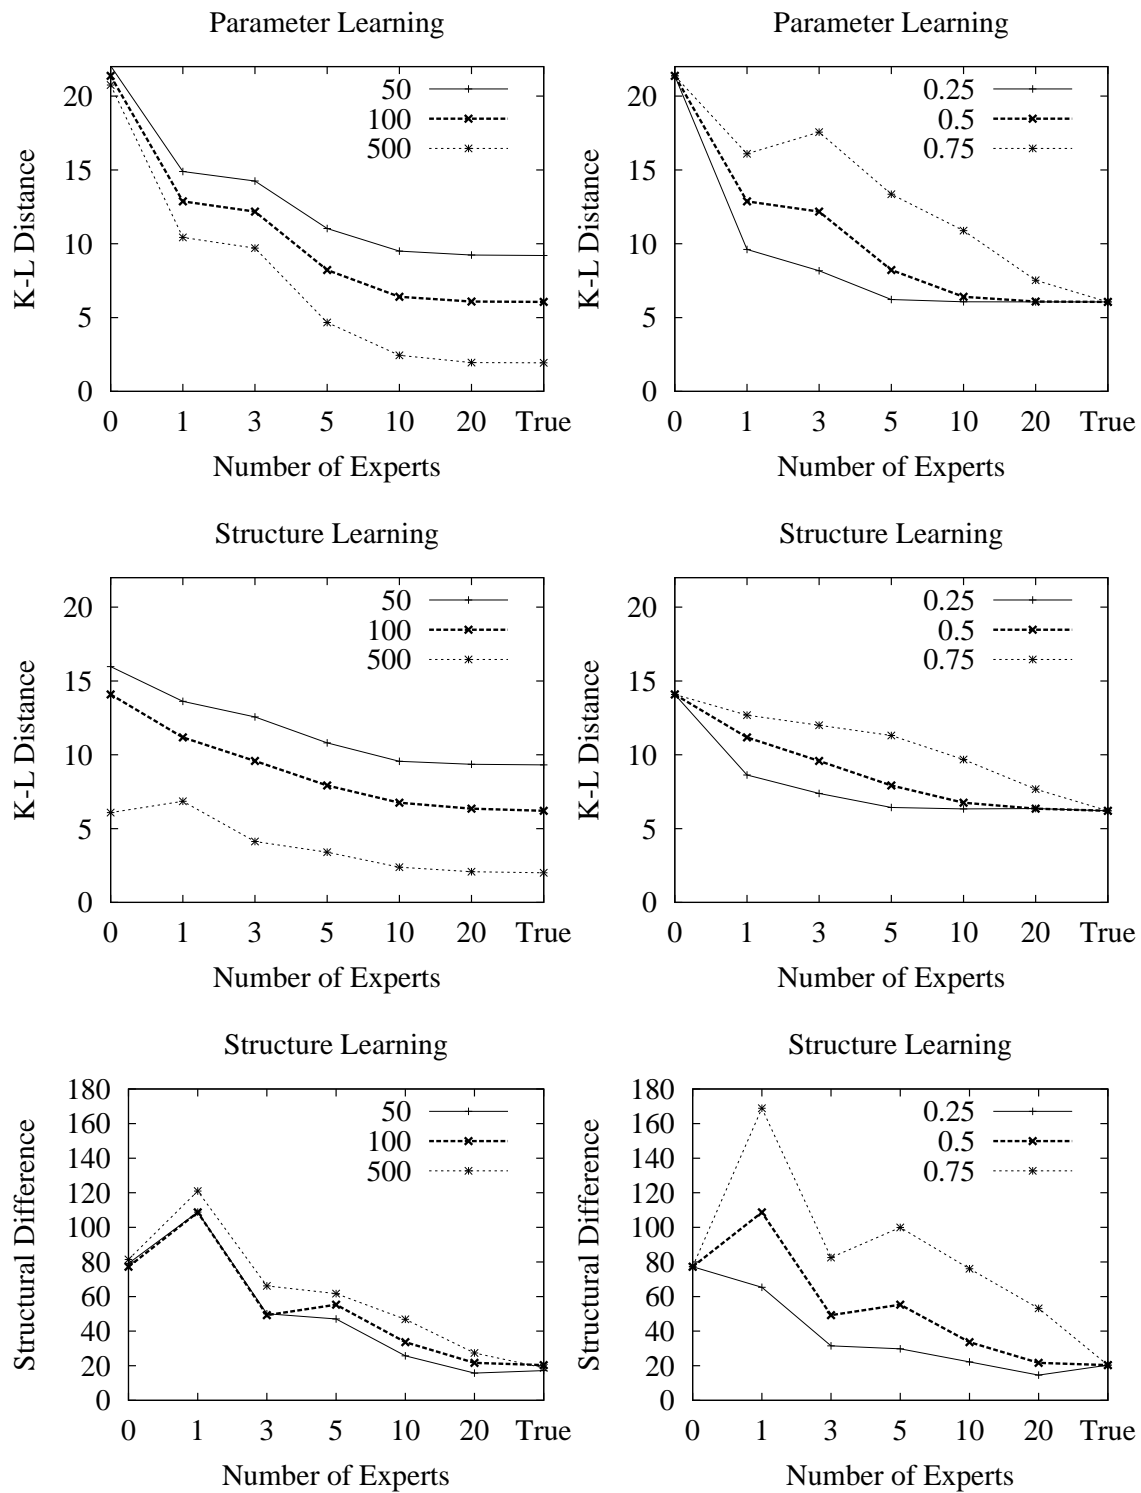 Parameter Learning
K-L Distance
20
15
10
5
0
50
100
500
0 1 3 5 10 20 True
Number of Experts
Parameter Learning
K-L Distance
20
15
10
5
0
0.25
0.5
0.75
0 1 3 5 10 20 True
Number of Experts
Structure Learning
K-L Distance
20
15
10
5
0
50
100
500
0 1 3 5 10 20 True
Number of Experts
Structure Learning
K-L Distance
20
15
10
5
0
0.25
0.5
0.75
0 1 3 5 10 20 True
Number of Experts
Structure Learning
Structural Difference
180
160
140
120
100
80
60
40
20
0
50
100
500
0 1 3 5 10 20 True
Number of Experts
Structure Learning
Structural Difference
180
160
140
120
100
80
60
40
20
0
0.25
0.5
0.75
0 1 3 5 10 20 True
Number of Experts